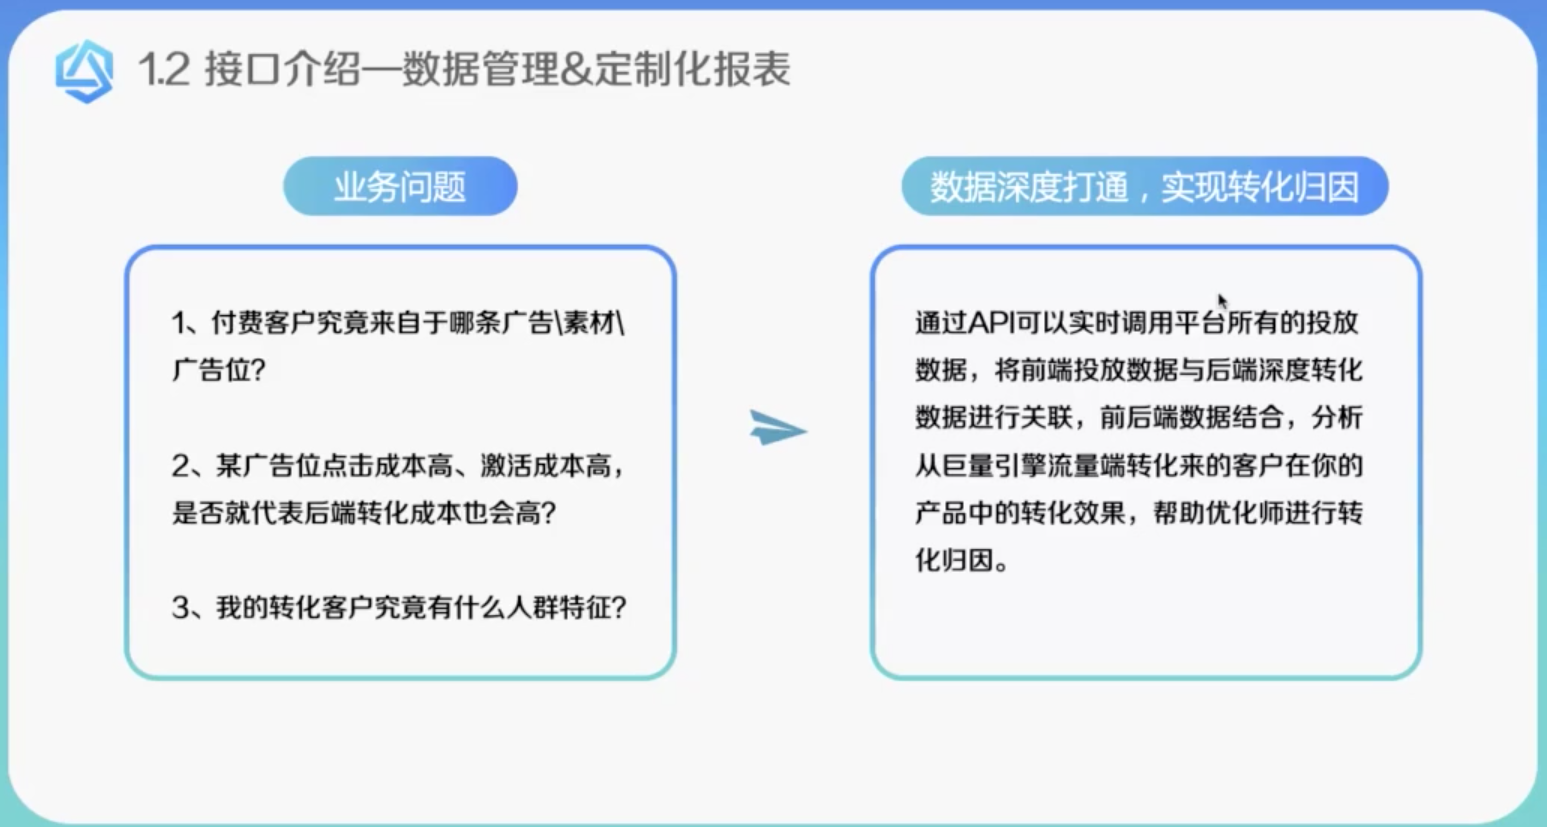 1.2 接口介绍—数据管理&定制化报表
业务问题
1、付费客户究竟来自于哪条广告\素材\
广告位?
2、某广告位点击成本高、激活成本高，
是否就代表后端转化成本也会高?
3、我的转化客户究竟有什么人群特征?
数据深度打通，实现转化归因
通过API可以实时调用平台所有的投放
数据，将前端投放数据与后端深度转化
数据进行关联，前后端数据结合，分析
从巨量引擎流量端转化来的客户在你的
产品中的转化效果，帮助优化师进行转
化归因。